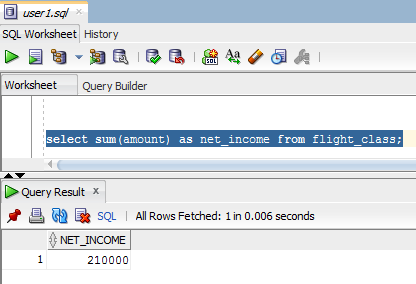 user1.sql
SQL Worksheet History
Worksheet Query Builder
select sum(amount) as net_income from flight_class;
Query Result x
SQL | All Rows Fetched: 1 in 0.006 seconds
NET_INCOME
1 210000